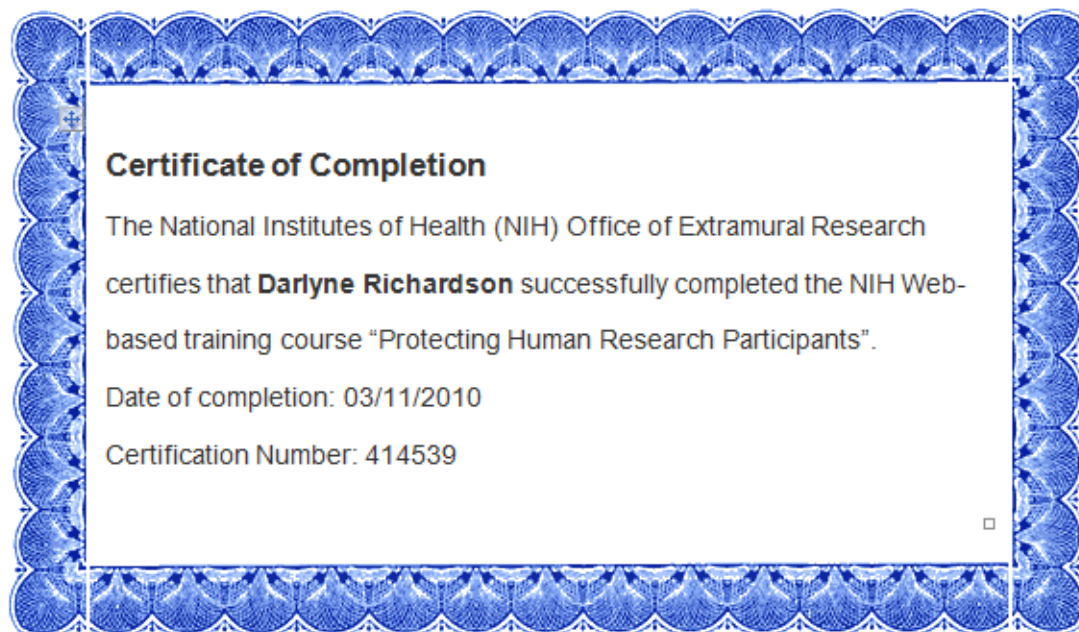 Certificate of Completion
The National Institutes of Health (NIH) Office of Extramural Research
certifies that Darlyne Richardson successfully completed the NIH Web-
based training course “Protecting Human Research Participants”.
Date of completion: 03/11/2010
Certification Number: 414539